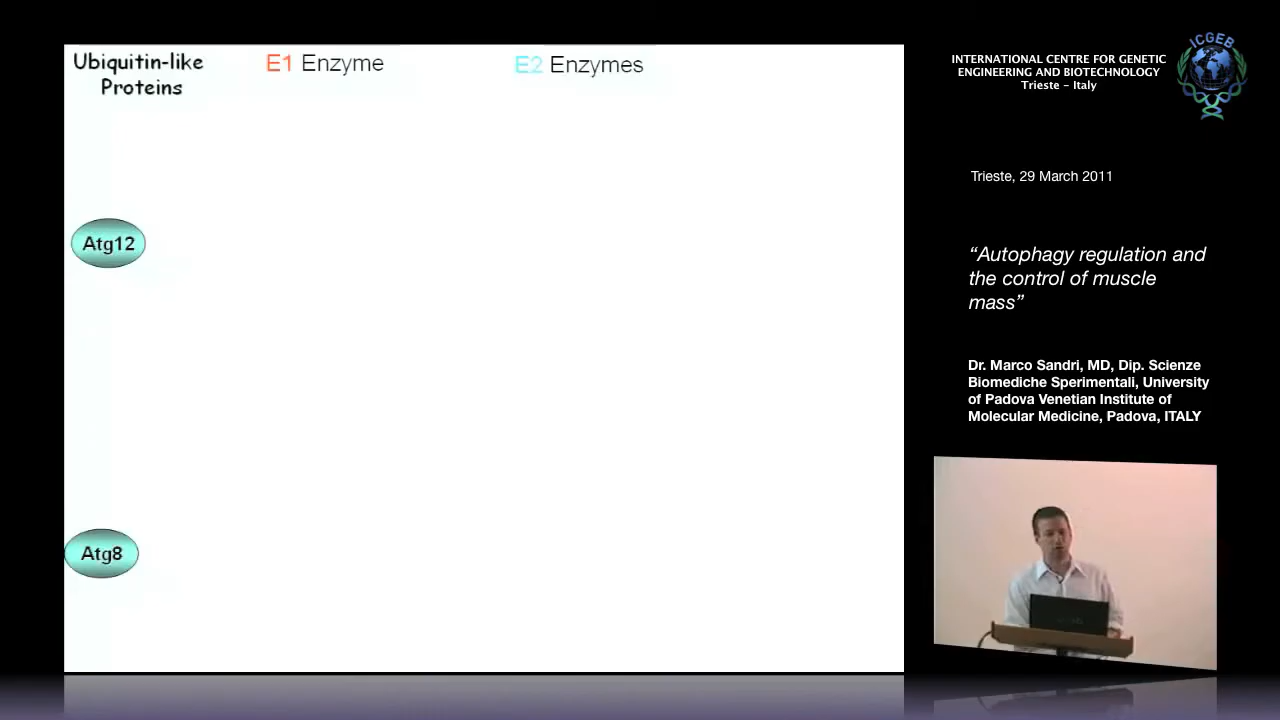 Ubiquitin-like
Proteins
E1 Enzyme
E2 Enzymes
Atg12
Atg8
ICGEB
INTERNATIONAL CENTRE FOR GENETIC
ENGINEERING AND BIOTECHNOLOGY
Trieste – Italy
Trieste, 29 March 2011
“Autophagy regulation and
the control of muscle
mass”
Dr. Marco Sandri, MD, Dip. Scienze
Biomediche Sperimentali, University
of Padova Venetian Institute of
Molecular Medicine, Padova, ITALY